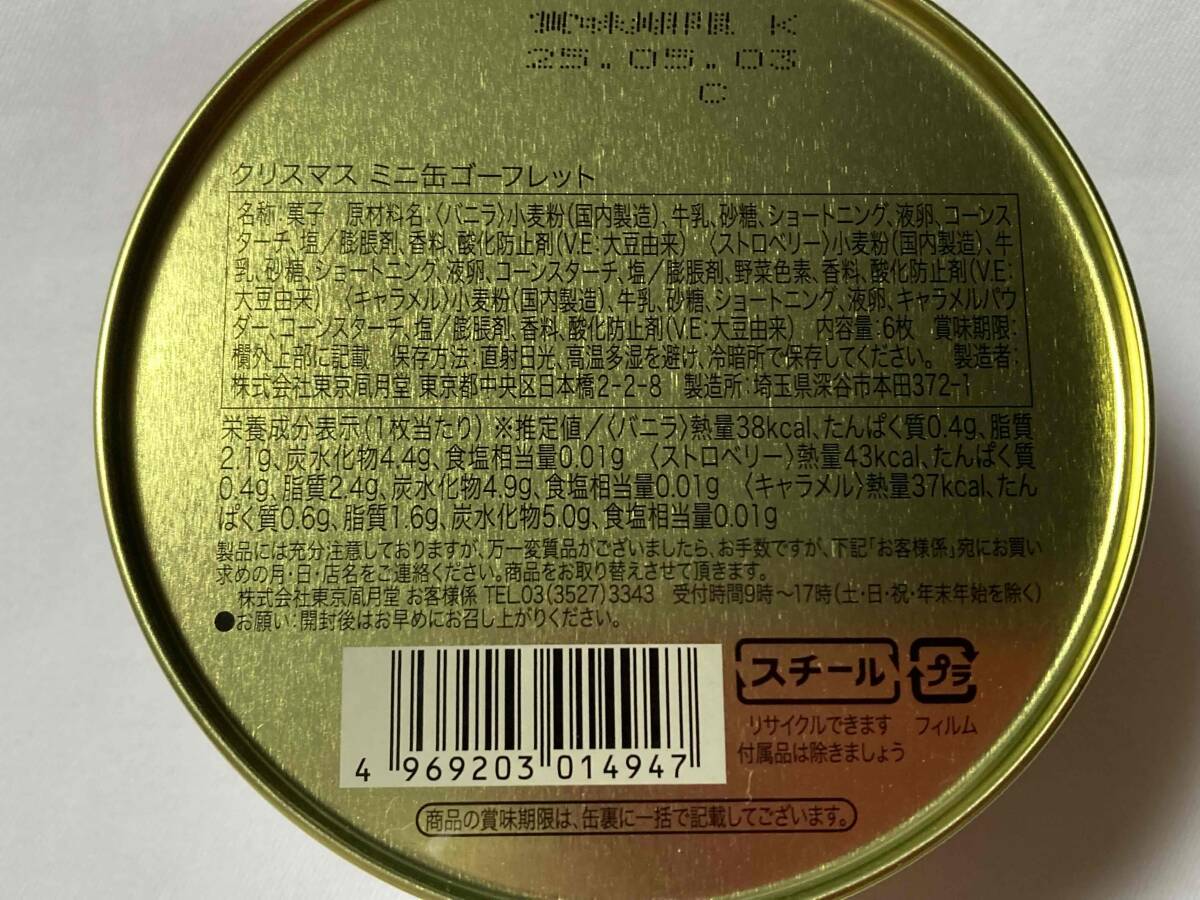 25.05.03
C
クリスマス ミニ缶ゴーフレット
名称:菓子 原材料名:〈バニラ〉小麦粉(国内製造)、牛乳、砂糖、ショートニング、液卵、コーンス
ターチ、塩/膨脹剤、香料、酸化防止剤(V.E:大豆由来) 〈ストロベリー〉小麦粉(国内製造)、牛
乳、砂糖、ショートニング、液卵、コーンスターチ、塩/膨脹剤、野菜色素、香料、酸化防止剤(V.E:
大豆由来) 〈キャラメル〉小麦粉(国内製造)、牛乳、砂糖、ショートニング、液卵、キャラメルパウ
ダー、コーンスターチ、塩/膨脹剤、香料、酸化防止剤(V.E:大豆由来) 内容量:6枚 賞味期限:
欄外上部に記載 保存方法:直射日光、高温多湿を避け、冷暗所で保存してください。 製造者:
株式会社東京凮月堂 東京都中央区日本橋2-2-8 製造所:埼玉県深谷市本田372-1
栄養成分表示(1枚当たり)※推定値/〈バニラ〉熱量38kcal、たんぱく質0.4g、脂質
2.1g、炭水化物4.4g、食塩相当量0.01g 〈ストロベリー〉熱量43kcal、たんぱく質
0.4g、脂質2.4g、炭水化物4.9g、食塩相当量0.01g 〈キャラメル〉熱量37kcal、たん
ぱく質0.6g、脂質1.6g、炭水化物5.0g、食塩相当量0.01g
製品には充分注意しておりますが、万一変質品がございましたら、お手数ですが、下記「お客様係」宛にお買い
求めの月・日・店名をご連絡ください。商品をお取り替えさせて頂きます。
株式会社東京凮月堂 お客様係 TEL03(3527)3343 受付時間9時〜17時(土・日・祝・年末年始を除く)
●お願い:開封後はお早めにお召し上がりください。
スチール
プラ
リサイクルできます フィルム
付属品は除きましょう
4 969203 014947
商品の賞味期限は、缶裏に一括で記載してございます。